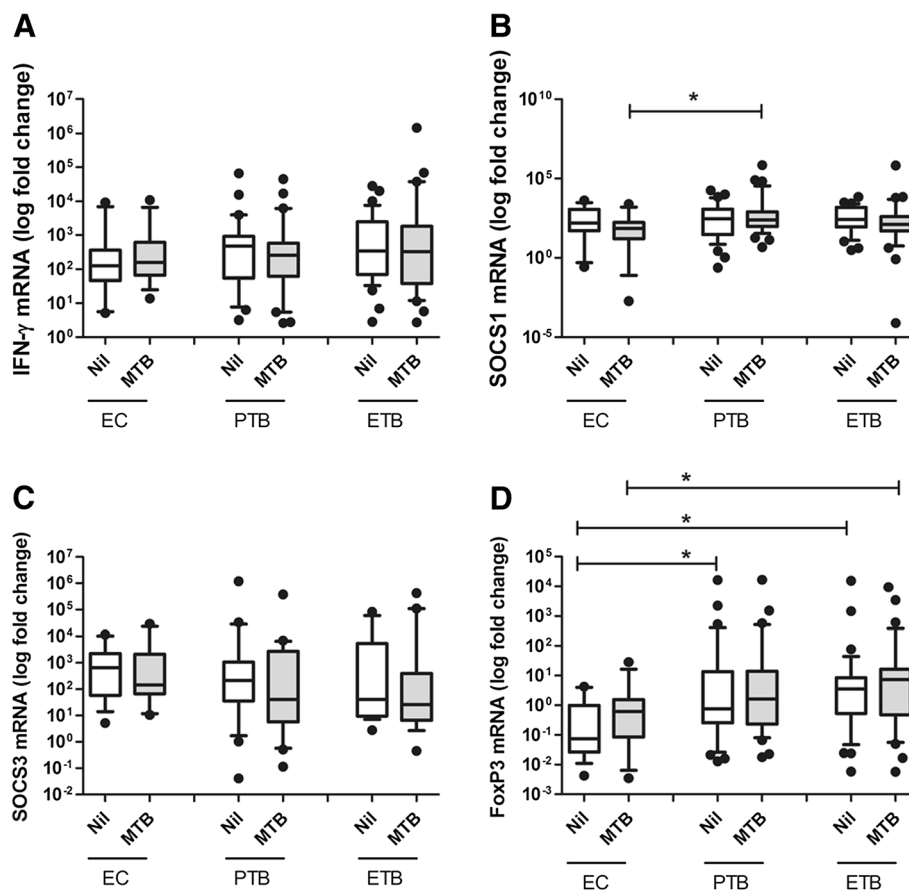 A
IFN-γ mRNA (log fold change)
10⁷
10⁶
10⁵
10⁴
10³
10²
10¹
10⁰
Nil MTB Nil MTB Nil MTB
EC PTB ETB
B
SOCS1 mRNA (log fold change)
10¹⁰
10⁵
10⁰
10⁻⁵
*
Nil MTB Nil MTB Nil MTB
EC PTB ETB
C
SOCS3 mRNA (log fold change)
10⁷
10⁶
10⁵
10⁴
10³
10²
10¹
10⁰
10⁻¹
10⁻²
Nil MTB Nil MTB Nil MTB
EC PTB ETB
D
FoxP3 mRNA (log fold change)
*
*
*
10⁵
10⁴
10³
10²
10¹
10⁰
10⁻¹
10⁻²
10⁻³
Nil MTB Nil MTB Nil MTB
EC PTB ETB